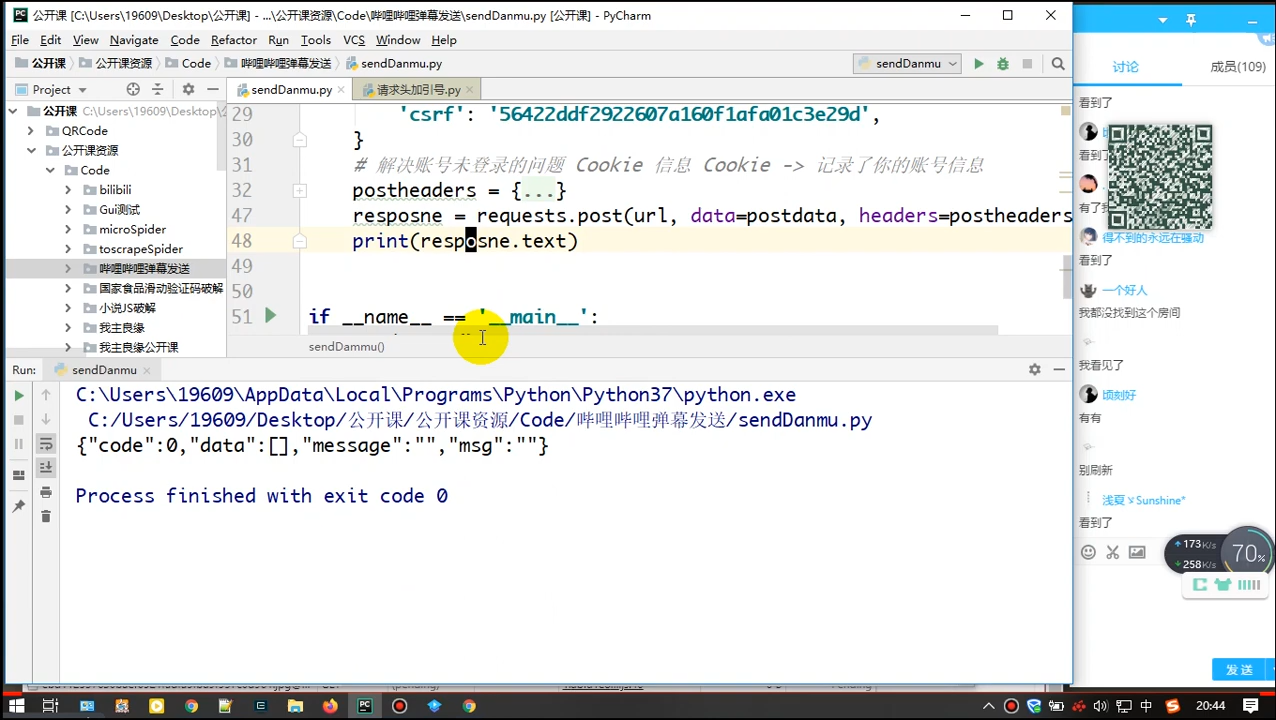 公开课 [C:\Users\19609\Desktop\公开课] - ...\公开课资源\Code\哔哩哔哩弹幕发送\sendDanmu.py [公开课] - PyCharm
File Edit View Navigate Code Refactor Run Tools VCS Window Help
公开课 公开课资源 Code 哔哩哔哩弹幕发送 sendDanmu.py
sendDanmu
Project
公开课 C:\Users\19609\Desktop\
QRCode
公开课资源
Code
bilibili
Gui测试
microSpider
toscrapeSpider
哔哩哔哩弹幕发送
国家食品滑动验证码破解
小说JS破解
我主良缘
我主良缘公开课
sendDanmu.py 请求头加引号.py
29 'csrf': '56422ddf2922607a160f1afa01c3e29d',
30 }
31 # 解决账号未登录的问题 Cookie 信息 Cookie -> 记录了你的账号信息
32 postheaders = {...}
47 resposne = requests.post(url, data=postdata, headers=postheaders
48 print(resposne.text)
49
50
51 if __name__ == '__main__':
sendDammu()
Run: sendDanmu
C:\Users\19609\AppData\Local\Programs\Python\Python37\python.exe
C:/Users/19609/Desktop/公开课/公开课资源/Code/哔哩哔哩弹幕发送/sendDanmu.py
{"code":0,"data":[],"message":"","msg":""}
Process finished with exit code 0
讨论 成员(109)
看到了
顷
看到
有了
得不到的永远在骚动
看到了
一个好人
我都没找到这个房间
我看见了
顷刻好
有有
别刷新
浅夏ゞSunshine*
看到了
173K/s
258K/s
70%
发送
中
20:44